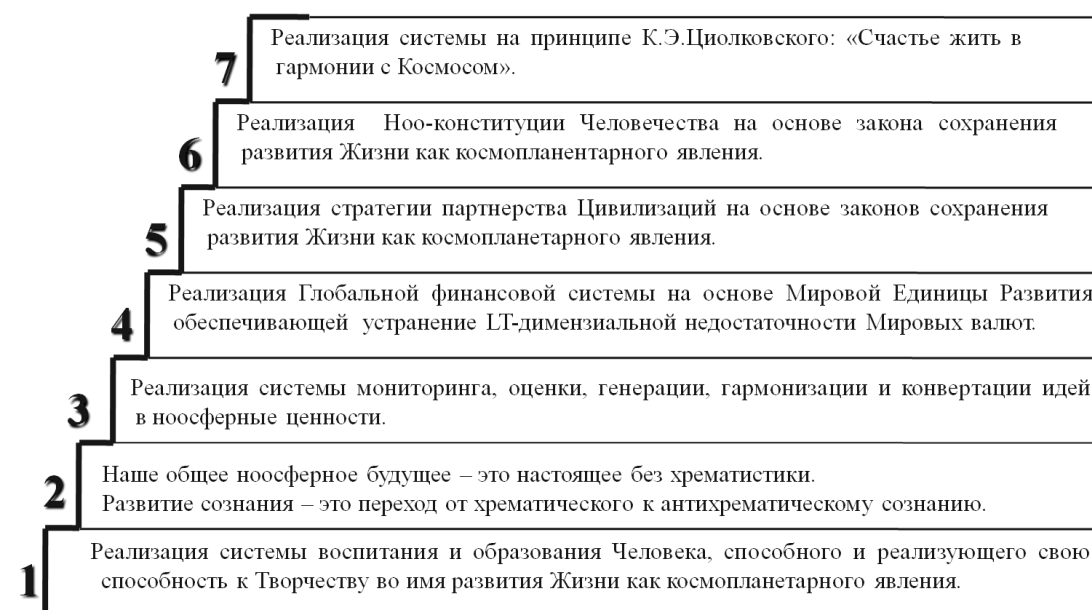 7
Реализация системы на принципе К.Э.Циолковского: «Счастье жить в
гармонии с Космосом».
6
Реализация Ноо-конституции Человечества на основе закона сохранения
развития Жизни как космопланентарного явления.
5
Реализация стратегии партнерства Цивилизаций на основе законов сохранения
развития Жизни как космопланетарного явления.
4
Реализация Глобальной финансовой системы на основе Мировой Единицы Развития
обеспечивающей устранение LT-димензиальной недостаточности Мировых валют.
3
Реализация системы мониторинга, оценки, генерации, гармонизации и конвертации идей
в ноосферные ценности.
2
Наше общее ноосферное будущее – это настоящее без хрематистики.
Развитие сознания – это переход от хрематического к антихрематическому сознанию.
1
Реализация системы воспитания и образования Человека, способного и реализующего свою
способность к Творчеству во имя развития Жизни как космопланетарного явления.